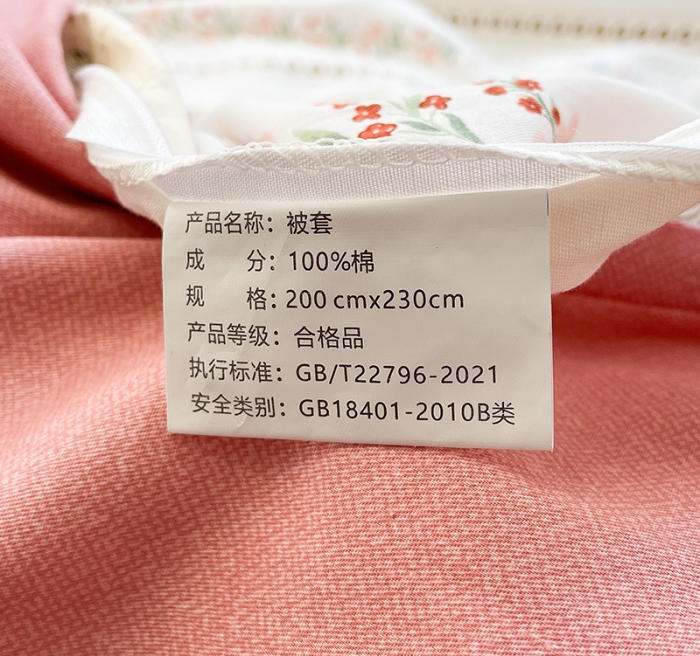 产品名称：被套
成 分：100%棉
规 格：200 cmx230cm
产品等级：合格品
执行标准：GB/T22796-2021
安全类别：GB18401-2010B类